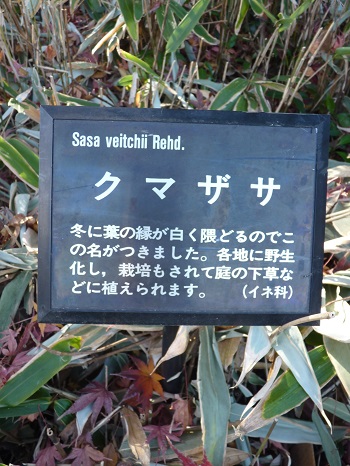 Sasa veitchii Rehd.
クマザサ
冬に葉の縁が白く隈どるのでこ
の名がつきました。各地に野生
化し，栽培もされて庭の下草な
どに植えられます。　（イネ科）